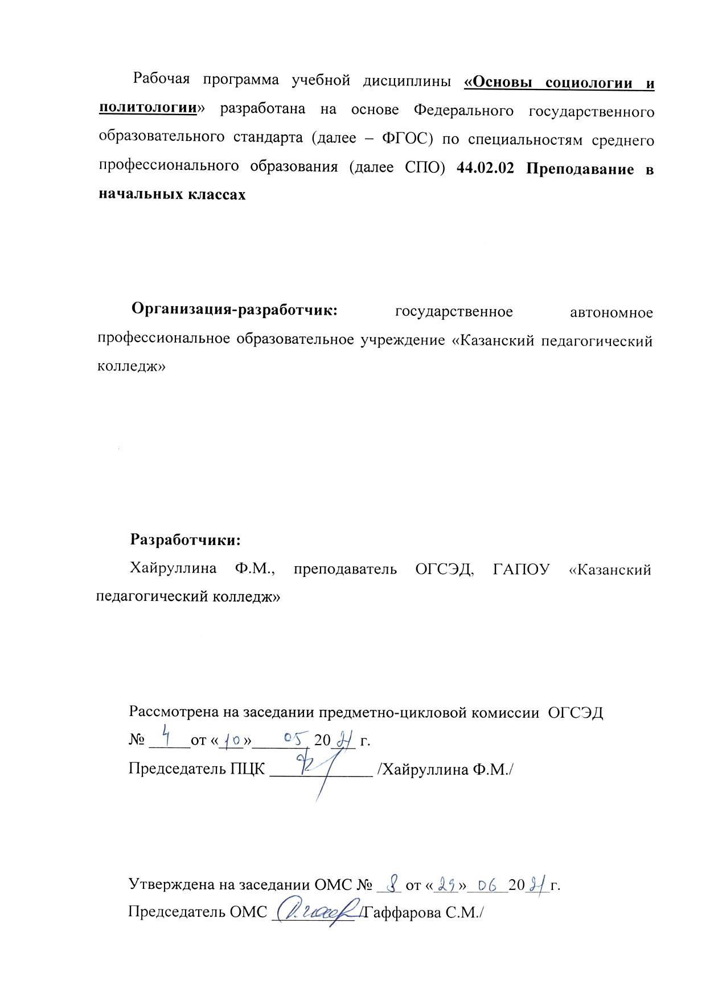 Рабочая программа учебной дисциплины «Основы социологии и
политологии» разработана на основе Федерального государственного
образовательного стандарта (далее – ФГОС) по специальностям среднего
профессионального образования (далее СПО) 44.02.02 Преподавание в
начальных классах
Организация-разработчик: государственное автономное
профессиональное образовательное учреждение «Казанский педагогический
колледж»
Разработчики:
Хайруллина Ф.М., преподаватель ОГСЭД, ГАПОУ «Казанский
педагогический колледж»
Рассмотрена на заседании предметно-цикловой комиссии ОГСЭД
№ 4 от «10» 05 2021 г.
Председатель ПЦК /Хайруллина Ф.М./
Утверждена на заседании ОМС № 8 от «29» 06 2021 г.
Председатель ОМС /Гаффарова С.М./